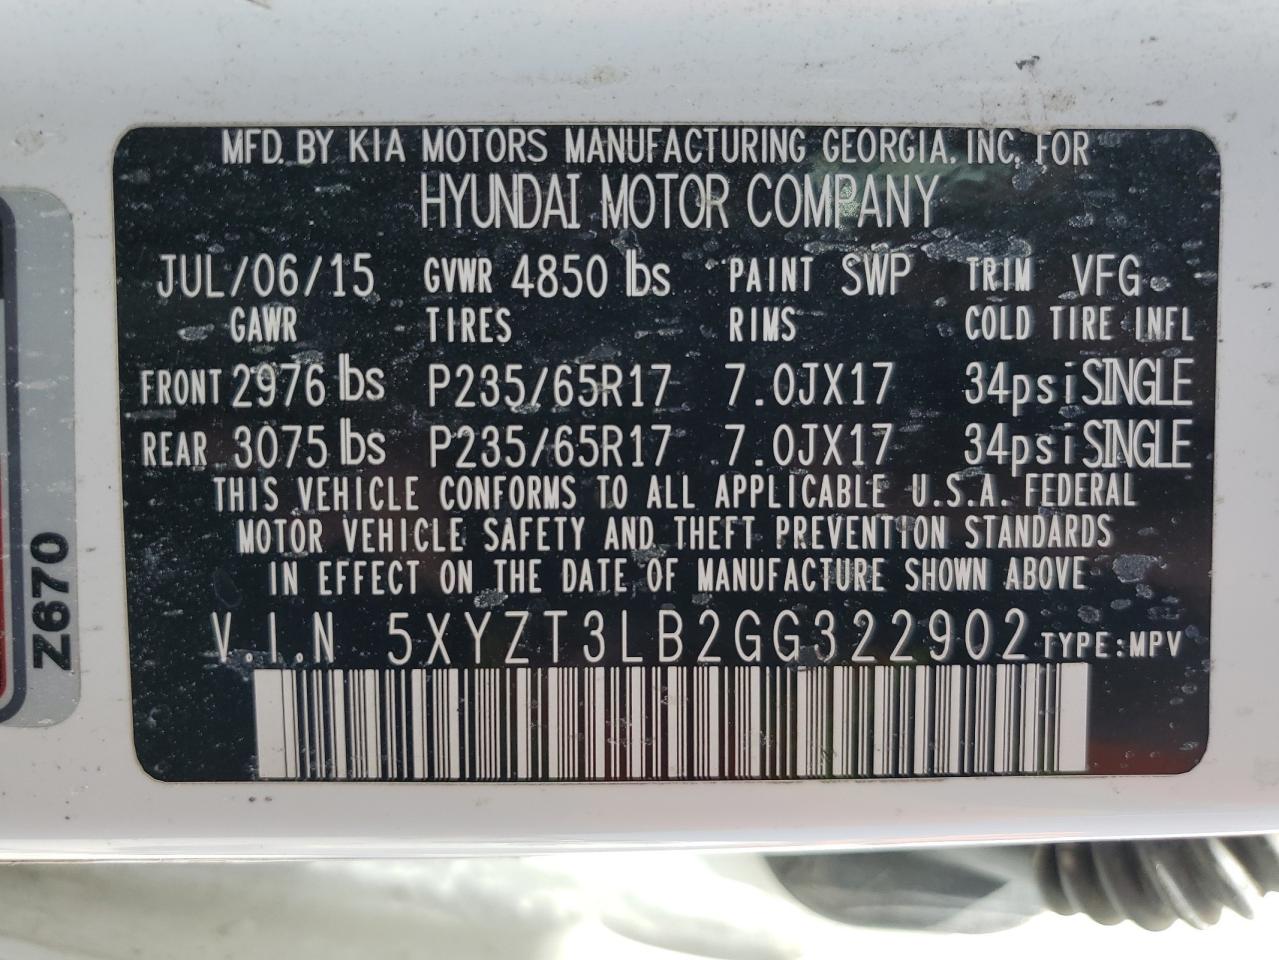 MFD. BY KIA MOTORS MANUFACTURING GEORGIA, INC, FOR
HYUNDAI MOTOR COMPANY
JUL/06/15 GVWR 4850 lbs PAINT SWP TRIM VFG
GAWR TIRES RIMS COLD TIRE INFL
FRONT 2976 lbs P235/65R17 7.0JX17 34psi SINGLE
REAR 3075 lbs P235/65R17 7.0JX17 34psi SINGLE
THIS VEHICLE CONFORMS TO ALL APPLICABLE U.S.A. FEDERAL
MOTOR VEHICLE SAFETY AND THEFT PREVENTION STANDARDS
IN EFFECT ON THE DATE OF MANUFACTURE SHOWN ABOVE
V.I.N 5XYZT3LB2GG322902 TYPE:MPV
Z670